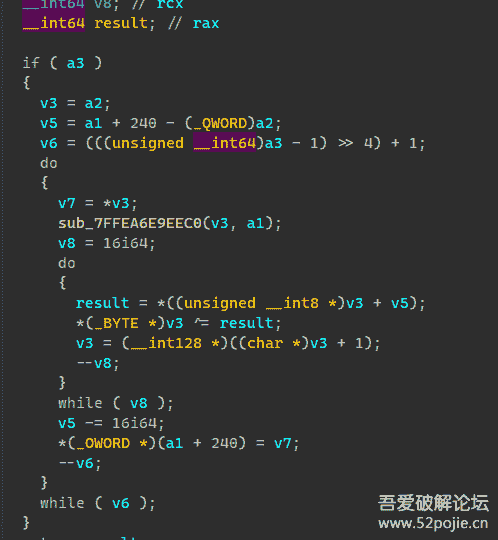 __int64 v8; // rcx
__int64 result; // rax
if ( a3 )
{
v3 = a2;
v5 = a1 + 240 - (_QWORD)a2;
v6 = (((unsigned __int64)a3 - 1) >> 4) + 1;
do
{
v7 = *v3;
sub_7FFEA6E9EEC0(v3, a1);
v8 = 16i64;
do
{
result = *((unsigned __int8 *)v3 + v5);
*(_BYTE *)v3 ^= result;
v3 = (__int128 *)((char *)v3 + 1);
--v8;
}
while ( v8 );
v5 -= 16i64;
*(_OWORD *)(a1 + 240) = v7;
--v6;
}
while ( v6 );
}
吾爱破解论坛
www.52pojie.cn